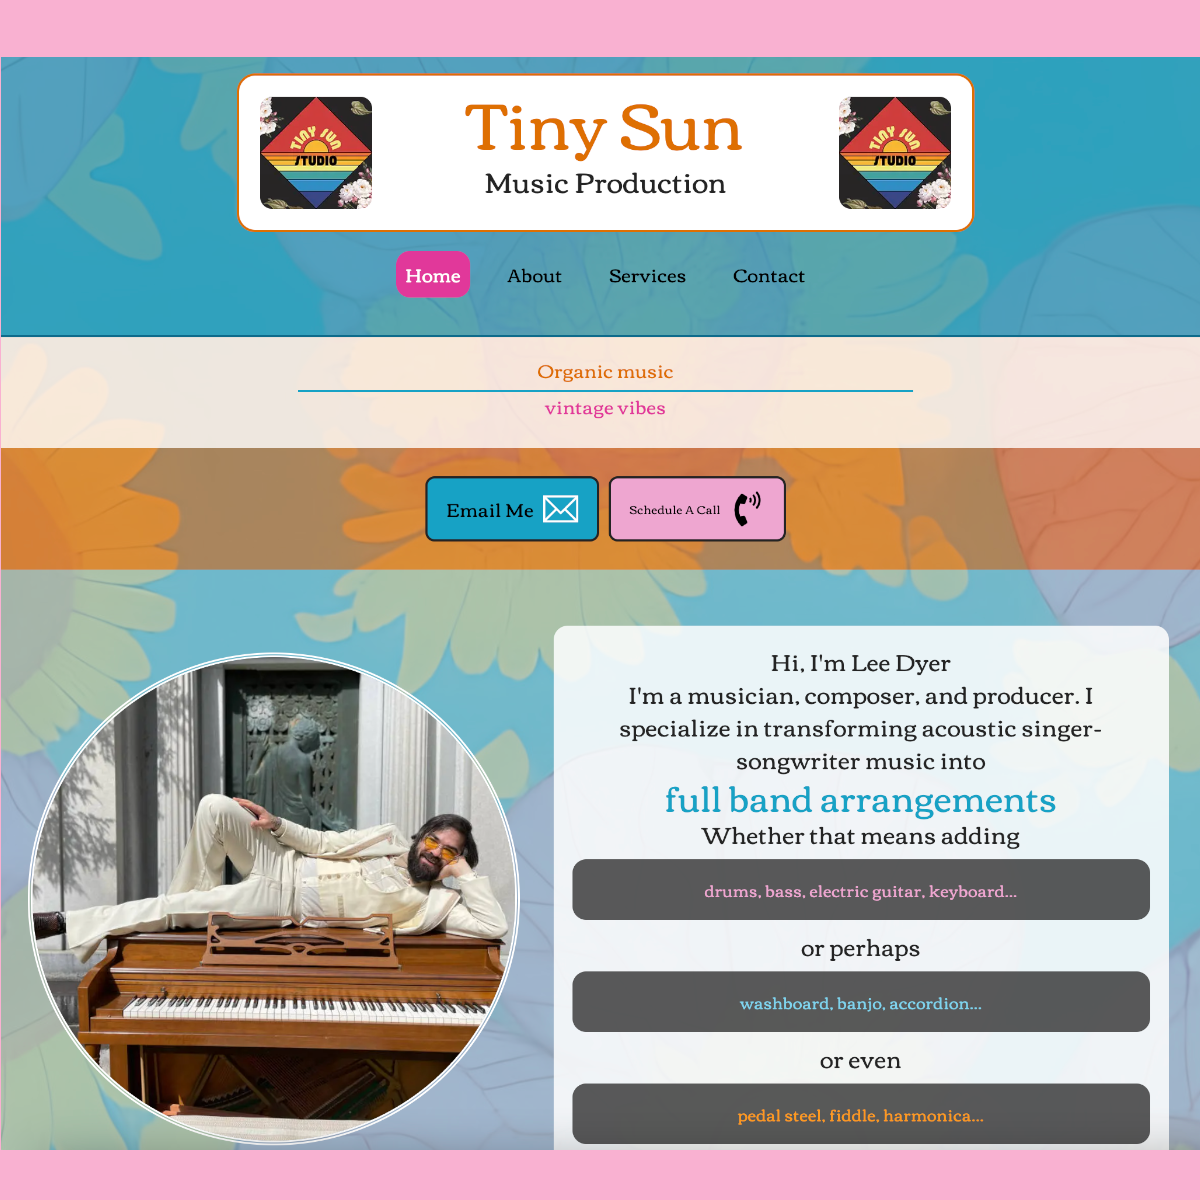 TINY SUN
STUDIO
Tiny Sun
Music Production
TINY SUN
STUDIO
Home
About
Services
Contact
Organic music
vintage vibes
Email Me
Schedule A Call
Hi, I'm Lee Dyer
I'm a musician, composer, and producer. I
specialize in transforming acoustic singer-
songwriter music into
full band arrangements
Whether that means adding
drums, bass, electric guitar, keyboard...
or perhaps
washboard, banjo, accordion...
or even
pedal steel, fiddle, harmonica...